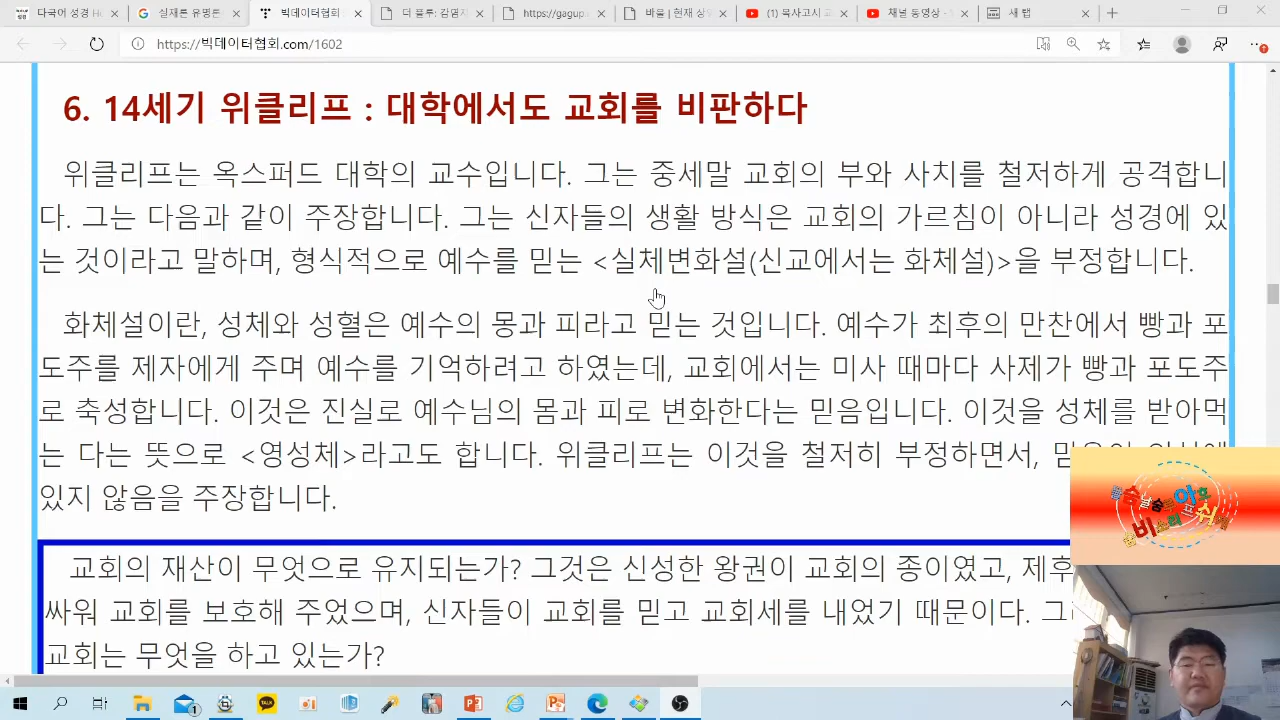 다국어 성경 Ho
실재론 유명론
빅데이터협회
더 블루: 김진지
https://gagup
바울 | 현재 상영
(1) 목사고시 교
채널 동영상 -
새 탭
https://빅데이터협회.com/1602
6. 14세기 위클리프 : 대학에서도 교회를 비판하다
위클리프는 옥스퍼드 대학의 교수입니다. 그는 중세말 교회의 부와 사치를 철저하게 공격합니
다. 그는 다음과 같이 주장합니다. 그는 신자들의 생활 방식은 교회의 가르침이 아니라 성경에 있
는 것이라고 말하며, 형식적으로 예수를 믿는 <실체변화설(신교에서는 화체설)>을 부정합니다.
화체설이란, 성체와 성혈은 예수의 몽과 피라고 믿는 것입니다. 예수가 최후의 만찬에서 빵과 포
도주를 제자에게 주며 예수를 기억하려고 하였는데, 교회에서는 미사 때마다 사제가 빵과 포도주
로 축성합니다. 이것은 진실로 예수님의 몸과 피로 변화한다는 믿음입니다. 이것을 성체를 받아먹
는 다는 뜻으로 <영성체>라고도 합니다. 위클리프는 이것을 철저히 부정하면서,
있지 않음을 주장합니다.
교회의 재산이 무엇으로 유지되는가? 그것은 신성한 왕권이 교회의 종이였고, 제후
싸워 교회를 보호해 주었으며, 신자들이 교회를 믿고 교회세를 내었기 때문이다.
교회는 무엇을 하고 있는가?